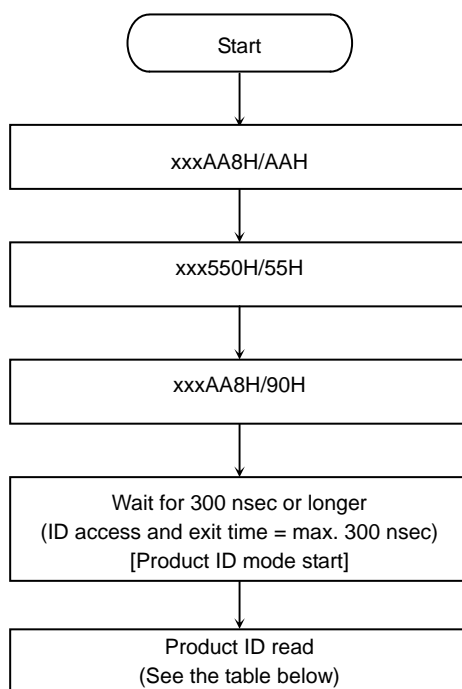 Start
xxxAA8H/AAH
xxx550H/55H
xxxAA8H/90H
Wait for 300 nsec or longer
(ID access and exit time = max. 300 nsec)
[Product ID mode start]
Product ID read
(See the table below)